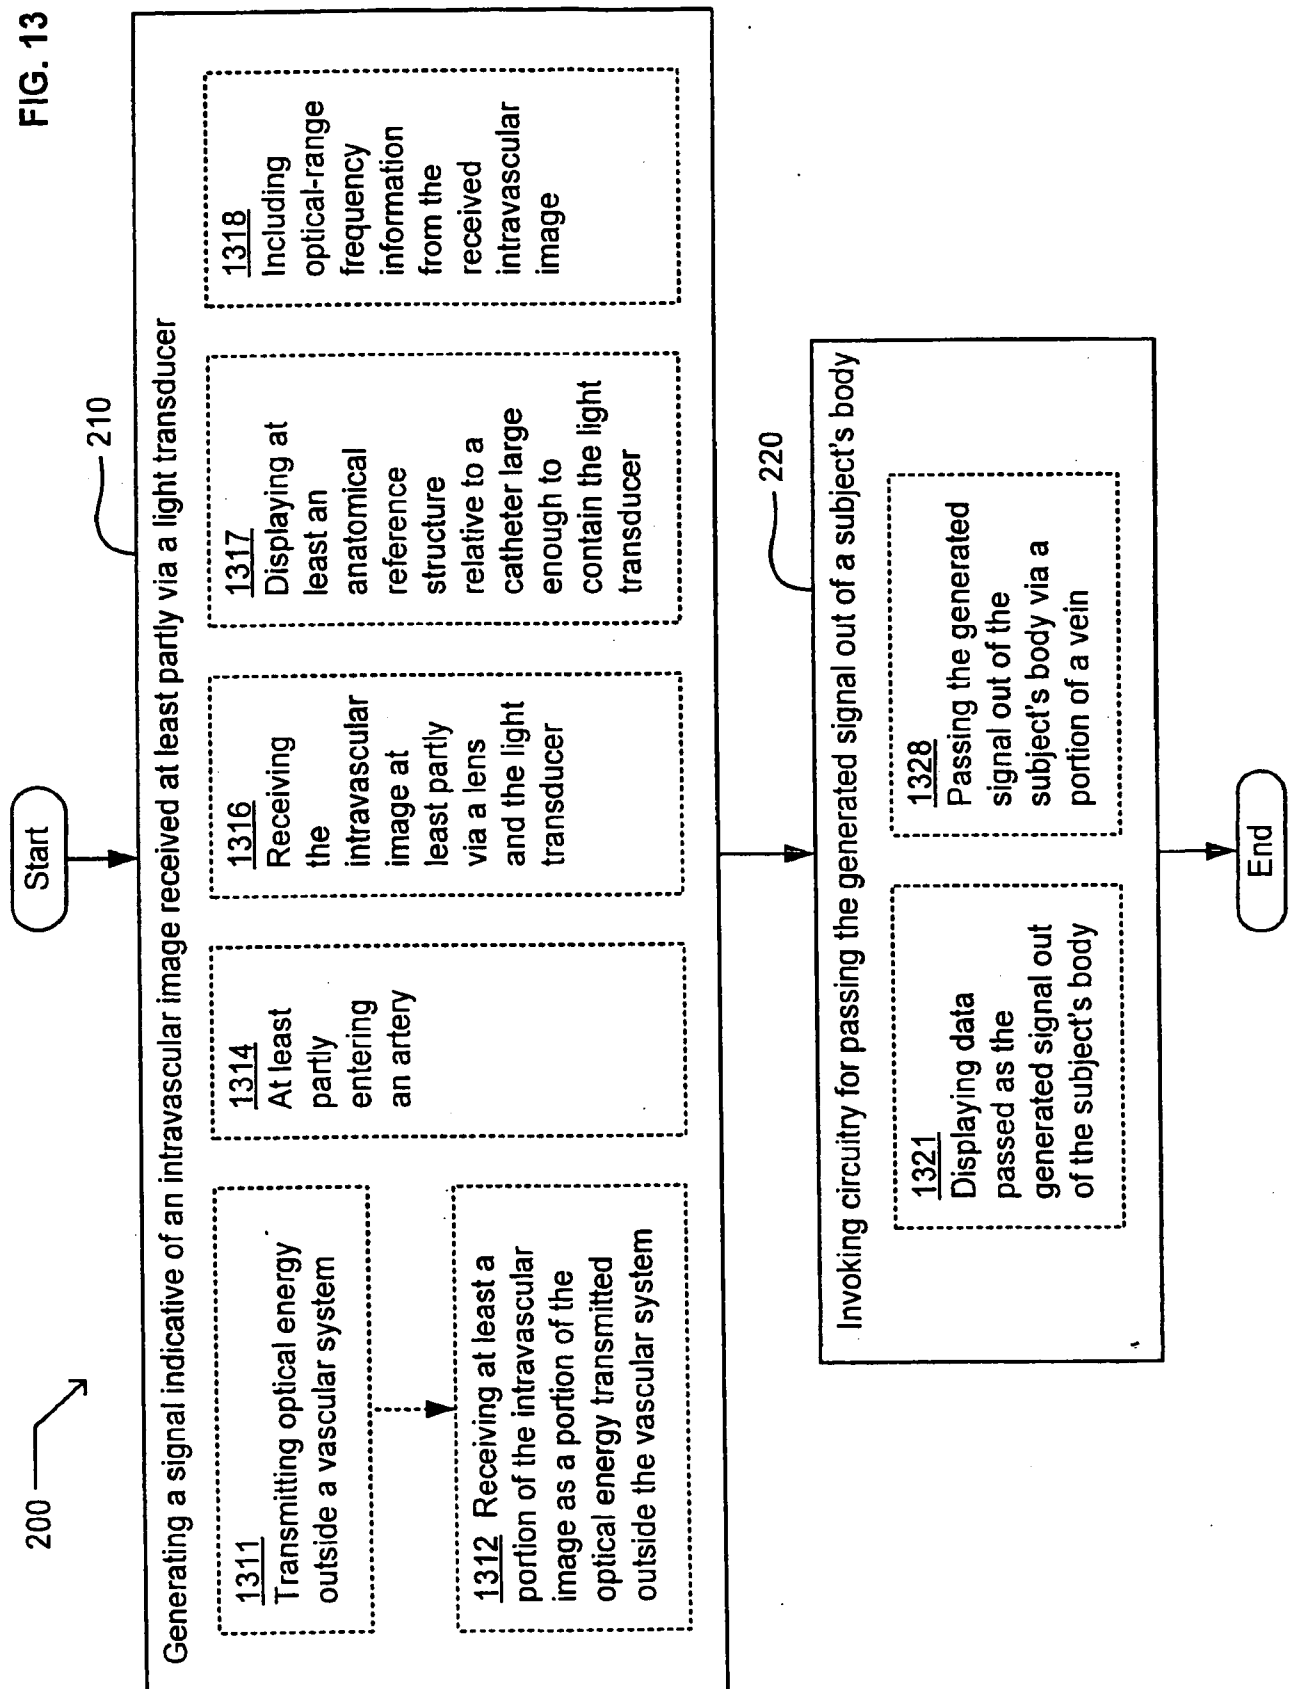 FIG. 13
200
Start
210
Generating a signal indicative of an intravascular image received at least partly via a light transducer
1311
Transmitting optical energy
outside a vascular system
1312 Receiving at least a
portion of the intravascular
image as a portion of the
optical energy transmitted
outside the vascular system
1314
At least
partly
entering
an artery
1316
Receiving
the
intravascular
image at
least partly
via a lens
and the light
transducer
1317
Displaying at
least an
anatomical
reference
structure
relative to a
catheter large
enough to
contain the light
transducer
1318
Including
optical-range
frequency
information
from the
received
intravascular
image
220
Invoking circuitry for passing the generated signal out of a subject's body
1321
Displaying data
passed as the
generated signal out
of the subject's body
1328
Passing the generated
signal out of the
subject's body via a
portion of a vein
End